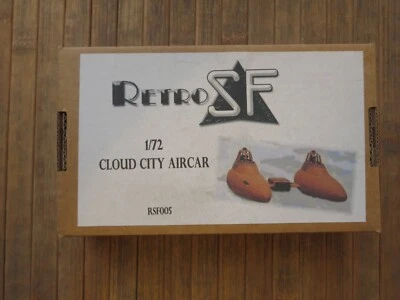 RETRO SF
1/72
CLOUD CITY AIRCAR
RSF005